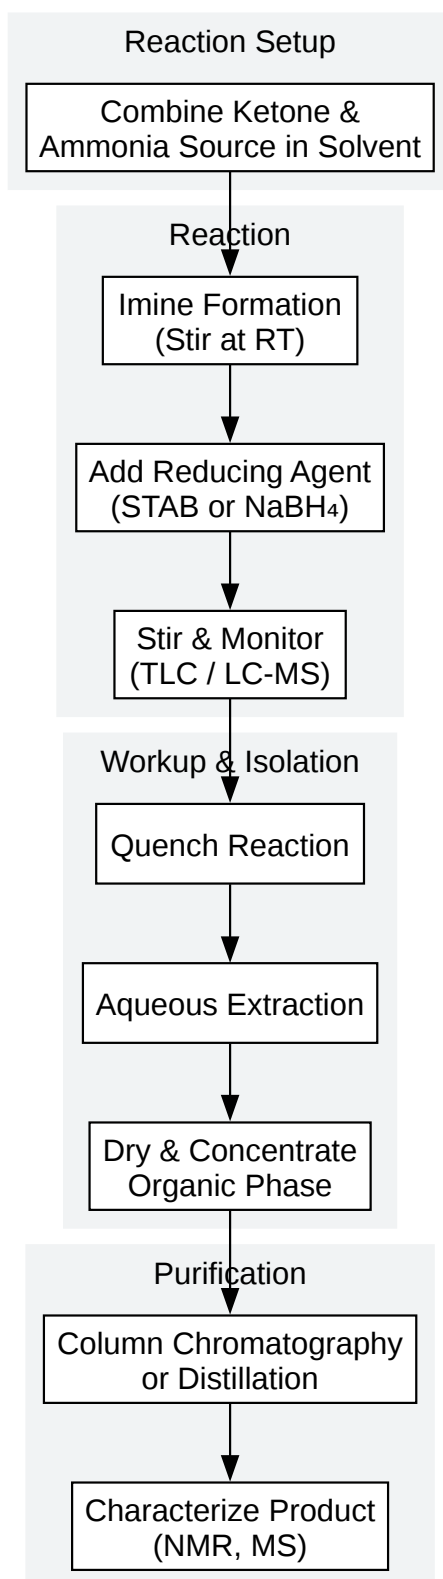 Reaction Setup
Combine Ketone &
Ammonia Source in Solvent
Reaction
Imine Formation
(Stir at RT)
Add Reducing Agent
(STAB or NaBH₄)
Stir & Monitor
(TLC / LC-MS)
Workup & Isolation
Quench Reaction
Aqueous Extraction
Dry & Concentrate
Organic Phase
Purification
Column Chromatography
or Distillation
Characterize Product
(NMR, MS)